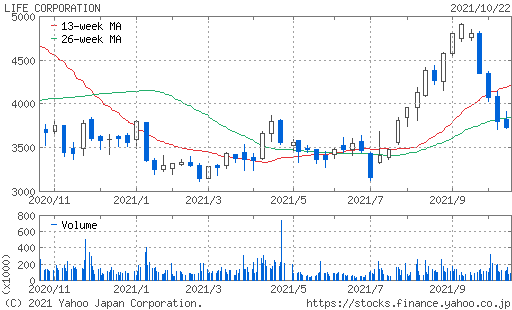 LIFE CORPORATION 2021/10/22
13-week MA
26-week MA
5000
4500
4000
3500
3000
2020/11 2021/1 2021/3 2021/5 2021/7 2021/9
Volume
800
600
400
200
0
(x1000)
2020/11 2021/1 2021/3 2021/5 2021/7 2021/9
(C) 2021 Yahoo Japan Corporation. https://stocks.finance.yahoo.co.jp/